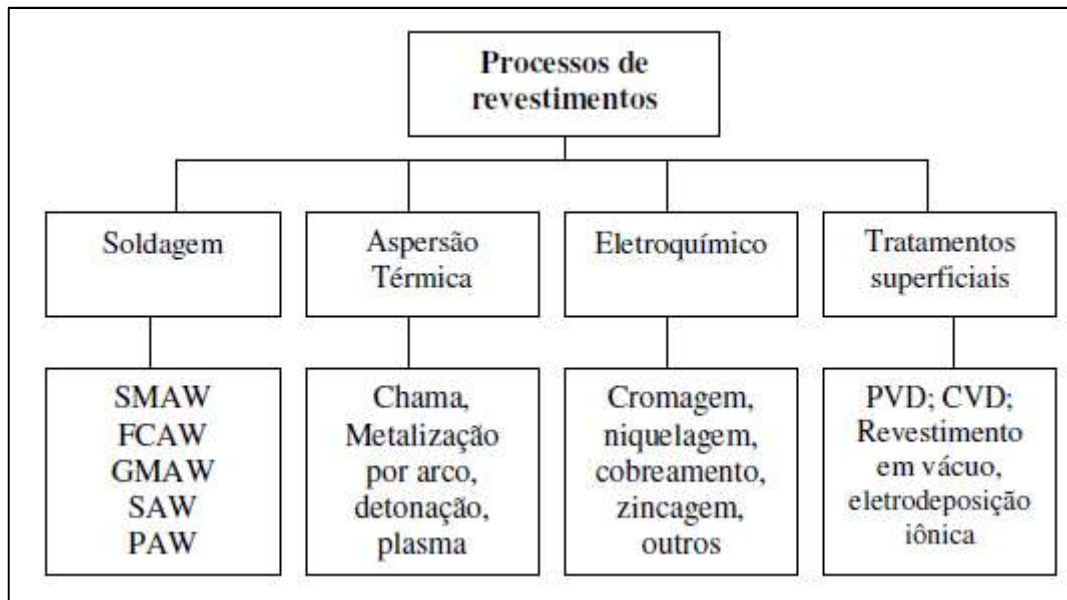 Processos de
revestimentos
Soldagem
Aspersão
Térmica
Eletroquímico
Tratamentos
superficiais
SMAW
FCAW
GMAW
SAW
PAW
Chama,
Metalização
por arco,
detonação,
plasma
Cromagem,
niquelagem,
cobreamento,
zincagem,
outros
PVD; CVD;
Revestimento
em vácuo,
eletrodeposição
iônica